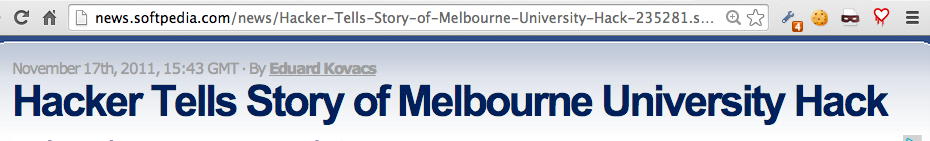 news.softpedia.com/news/Hacker-Tells-Story-of-Melbourne-University-Hack-235281.s...
4
November 17th, 2011, 15:43 GMT · By Eduard Kovacs
Hacker Tells Story of Melbourne University Hack